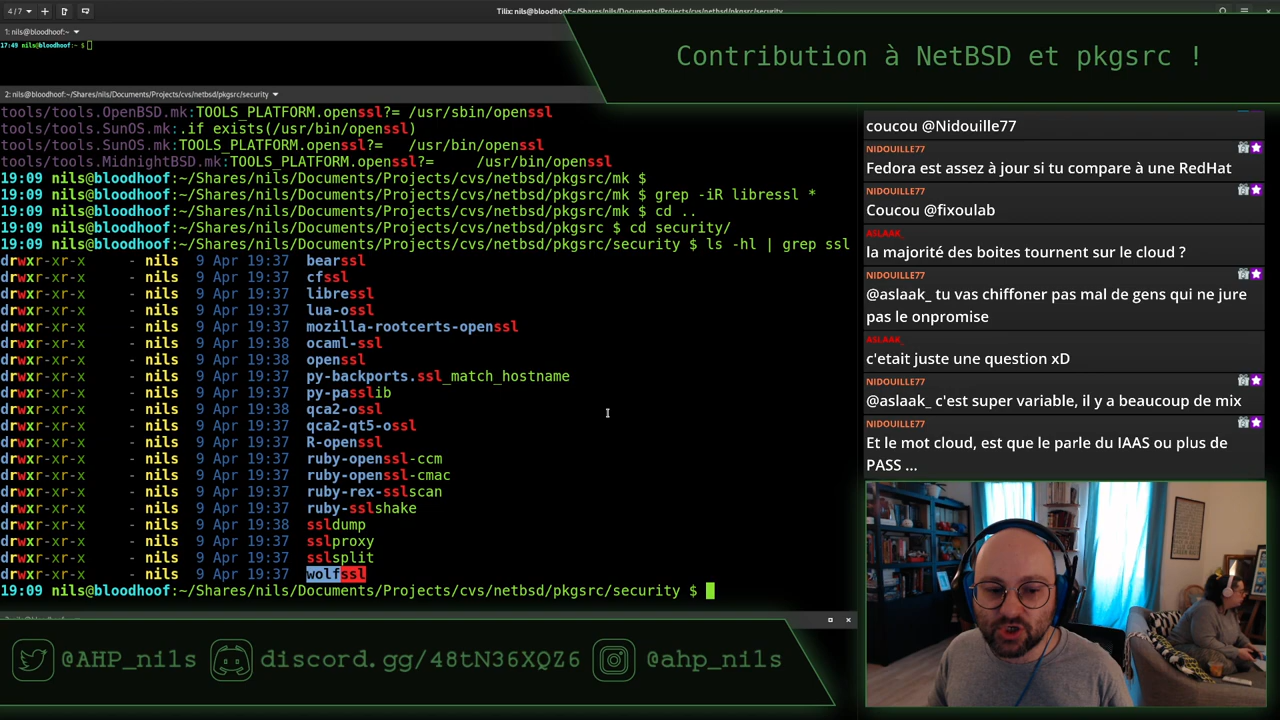 4/7
Tilix: nils@bloodhoof:~/Shares/nils/Documents/Projects/cvs/netbsd/pkgsrc/security
1: nils@bloodhoof:~
17:49 nils@bloodhoof:~ $
Contribution à NetBSD et pkgsrc !
2: nils@bloodhoof:~/Shares/nils/Documents/Projects/cvs/netbsd/pkgsrc/security
tools/tools.OpenBSD.mk:TOOLS_PLATFORM.openssl?= /usr/sbin/openssl
tools/tools.SunOS.mk:.if exists(/usr/bin/openssl)
tools/tools.SunOS.mk:TOOLS_PLATFORM.openssl?= /usr/bin/openssl
tools/tools.MidnightBSD.mk:TOOLS_PLATFORM.openssl?= /usr/bin/openssl
19:09 nils@bloodhoof:~/Shares/nils/Documents/Projects/cvs/netbsd/pkgsrc/mk $
19:09 nils@bloodhoof:~/Shares/nils/Documents/Projects/cvs/netbsd/pkgsrc/mk $ grep -iR libressl *
19:09 nils@bloodhoof:~/Shares/nils/Documents/Projects/cvs/netbsd/pkgsrc/mk $ cd ..
19:09 nils@bloodhoof:~/Shares/nils/Documents/Projects/cvs/netbsd/pkgsrc $ cd security/
19:09 nils@bloodhoof:~/Shares/nils/Documents/Projects/cvs/netbsd/pkgsrc/security $ ls -hl | grep ssl
drwxr-xr-x - nils 9 Apr 19:37 bearssl
drwxr-xr-x - nils 9 Apr 19:37 cfssl
drwxr-xr-x - nils 9 Apr 19:37 libressl
drwxr-xr-x - nils 9 Apr 19:37 lua-ossl
drwxr-xr-x - nils 9 Apr 19:37 mozilla-rootcerts-openssl
drwxr-xr-x - nils 9 Apr 19:38 ocaml-ssl
drwxr-xr-x - nils 9 Apr 19:38 openssl
drwxr-xr-x - nils 9 Apr 19:37 py-backports.ssl_match_hostname
drwxr-xr-x - nils 9 Apr 19:37 py-passlib
drwxr-xr-x - nils 9 Apr 19:38 qca2-ossl
drwxr-xr-x - nils 9 Apr 19:37 qca2-qt5-ossl
drwxr-xr-x - nils 9 Apr 19:37 R-openssl
drwxr-xr-x - nils 9 Apr 19:37 ruby-openssl-ccm
drwxr-xr-x - nils 9 Apr 19:37 ruby-openssl-cmac
drwxr-xr-x - nils 9 Apr 19:37 ruby-rex-sslscan
drwxr-xr-x - nils 9 Apr 19:37 ruby-sslshake
drwxr-xr-x - nils 9 Apr 19:38 ssldump
drwxr-xr-x - nils 9 Apr 19:37 sslproxy
drwxr-xr-x - nils 9 Apr 19:37 sslsplit
drwxr-xr-x - nils 9 Apr 19:37 wolfssl
19:09 nils@bloodhoof:~/Shares/nils/Documents/Projects/cvs/netbsd/pkgsrc/security $
coucou @Nidouille77
NIDOUILLE77
Fedora est assez à jour si tu compare à une RedHat
NIDOUILLE77
Coucou @fixoulab
ASLAAK_
la majorité des boites tournent sur le cloud ?
NIDOUILLE77
@aslaak_ tu vas chiffoner pas mal de gens qui ne jure
pas le onpromise
ASLAAK_
c'etait juste une question xD
NIDOUILLE77
@aslaak_ c'est super variable, il y a beaucoup de mix
NIDOUILLE77
Et le mot cloud, est que le parle du IAAS ou plus de
PASS ...
@AHP_nils
discord.gg/48tN36XQZ6
@ahp_nils